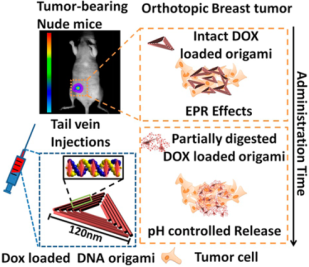 Tumor-bearing
Nude mice
Orthotopic Breast tumor
Intact DOX
loaded origami
EPR Effects
Administration Time
Tail vein
Injections
Partially digested
DOX loaded origami
pH controlled Release
120nm
Dox loaded DNA origami
Tumor cell